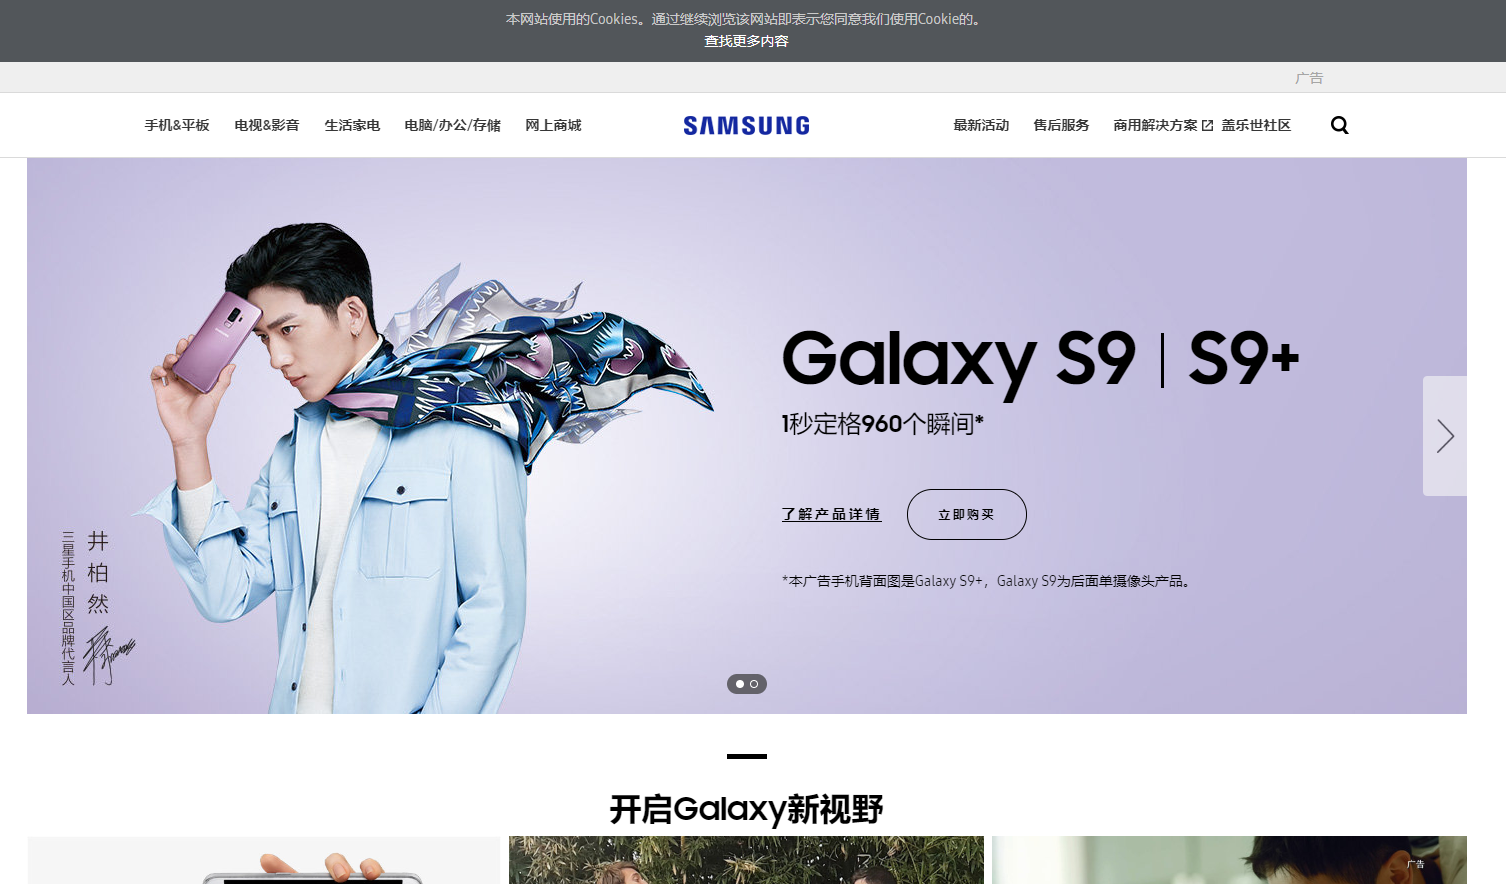 本网站使用的Cookies。通过继续浏览该网站即表示您同意我们使用Cookie的。
查找更多内容
广告
手机&平板 电视&影音 生活家电 电脑/办公/存储 网上商城 SAMSUNG 最新活动 售后服务 商用解决方案 盖乐世社区
Galaxy S9 | S9+
1秒定格960个瞬间*
了解产品详情 立即购买
*本广告手机背面图是Galaxy S9+，Galaxy S9为后面单摄像头产品。
井柏然
三星手机中国区品牌代言人
开启Galaxy新视野
广告